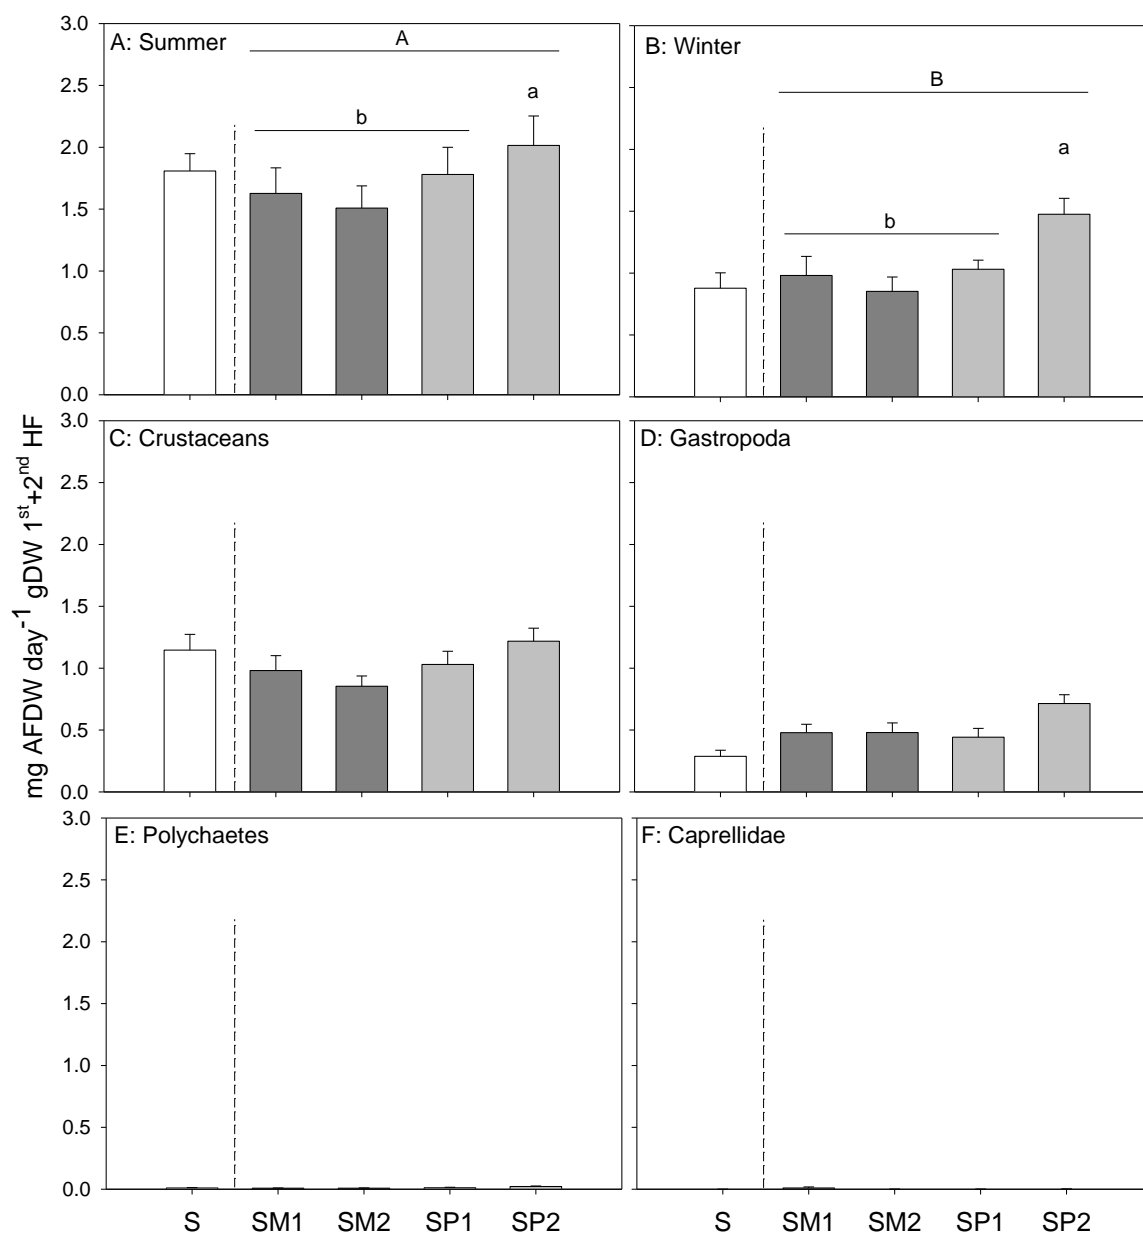 A: Summer
A
a
b
3.0
2.5
2.0
1.5
1.0
0.5
0.0
B: Winter
B
a
b
C: Crustaceans
3.0
2.5
2.0
1.5
1.0
0.5
0.0
D: Gastropoda
E: Polychaetes
3.0
2.5
2.0
1.5
1.0
0.5
0.0
F: Caprellidae
S SM1 SM2 SP1 SP2
S SM1 SM2 SP1 SP2
mg AFDW day⁻¹ gDW 1ˢᵗ+2ⁿᵈ HF